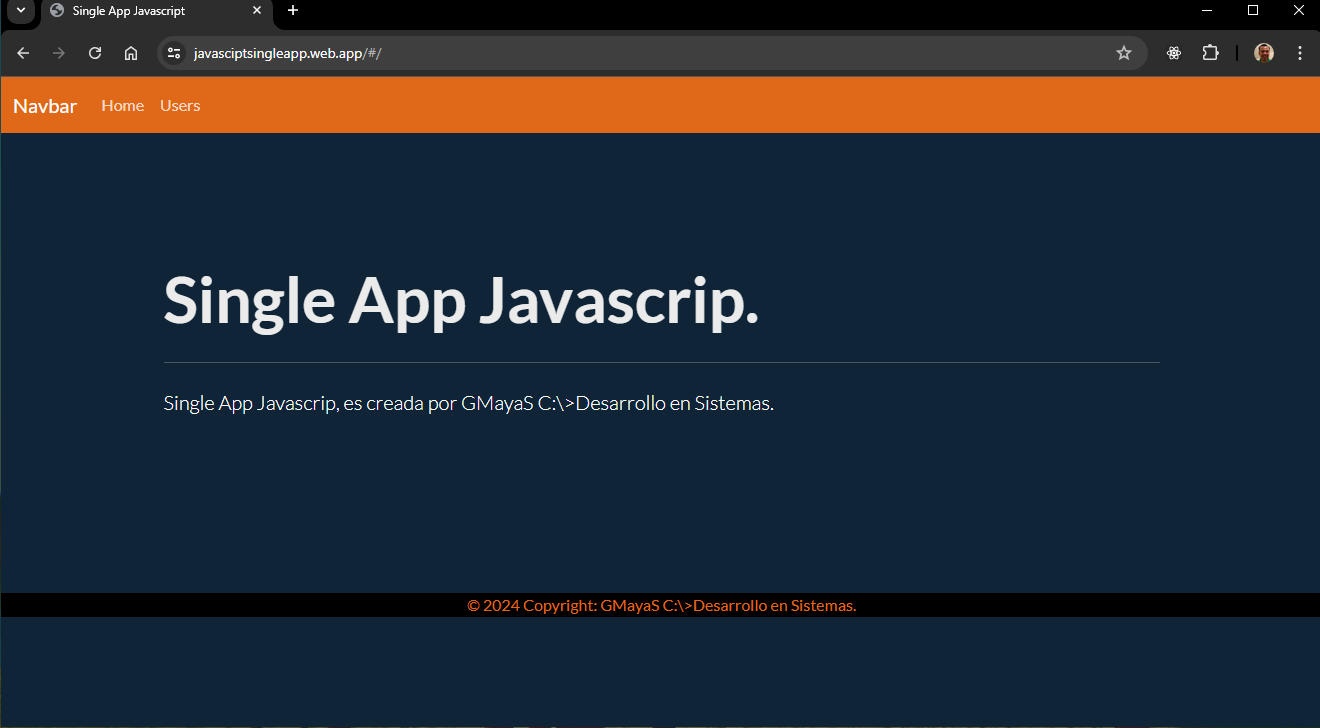 Single App Javascript
javasciptsingleapp.web.app/#/
Navbar Home Users
Single App Javascrip.
Single App Javascrip, es creada por GMayaS C:\>Desarrollo en Sistemas.
© 2024 Copyright: GMayaS C:\>Desarrollo en Sistemas.